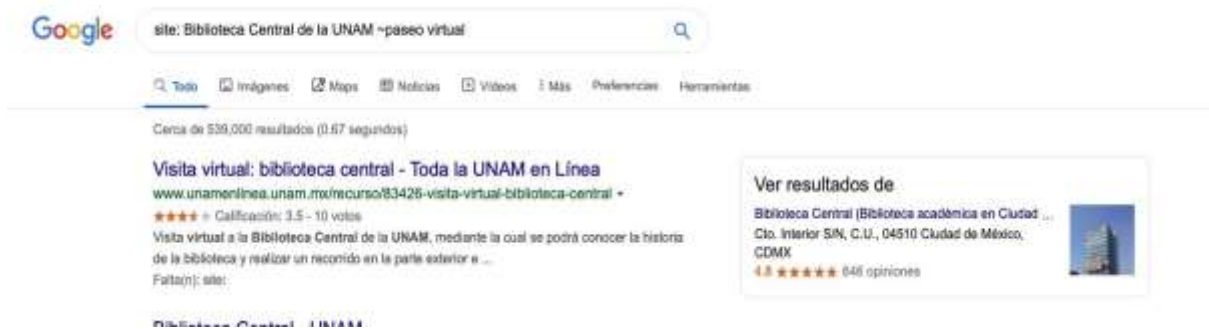 Google
site: Biblioteca Central de la UNAM ~paseo virtual
Todo Imágenes Maps Noticias Vídeos Más Preferencias Herramientas
Cerca de 539,000 resultados (0.67 segundos)
Visita virtual: biblioteca central - Toda la UNAM en Línea
www.unamenlinea.unam.mx/recurso/83426-visita-virtual-biblioteca-central
Calificación: 3.5 - 10 votos
Visita virtual a la Biblioteca Central de la UNAM, mediante la cual se podrá conocer la historia
de la biblioteca y realizar un recorrido en la parte exterior e ...
Falta(n): site:
Biblioteca Central - UNAM
Ver resultados de
Biblioteca Central (Biblioteca académica en Ciudad ...
Cto. Interior S/N, C.U., 04510 Ciudad de México,
CDMX
4.8 ★★★★★ 646 opiniones